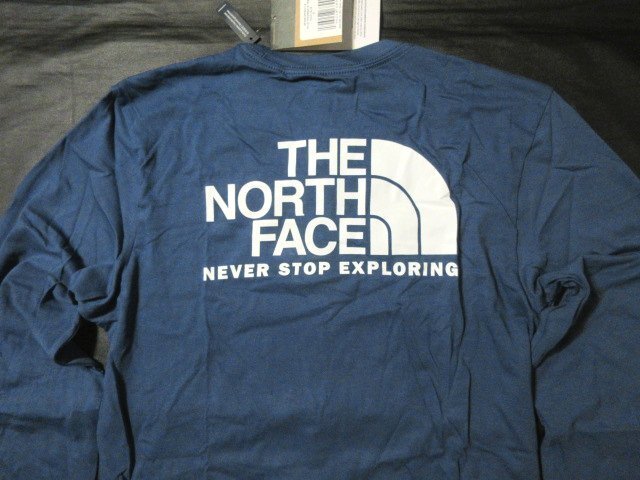 THE
NORTH
FACE
NEVER STOP EXPLORING